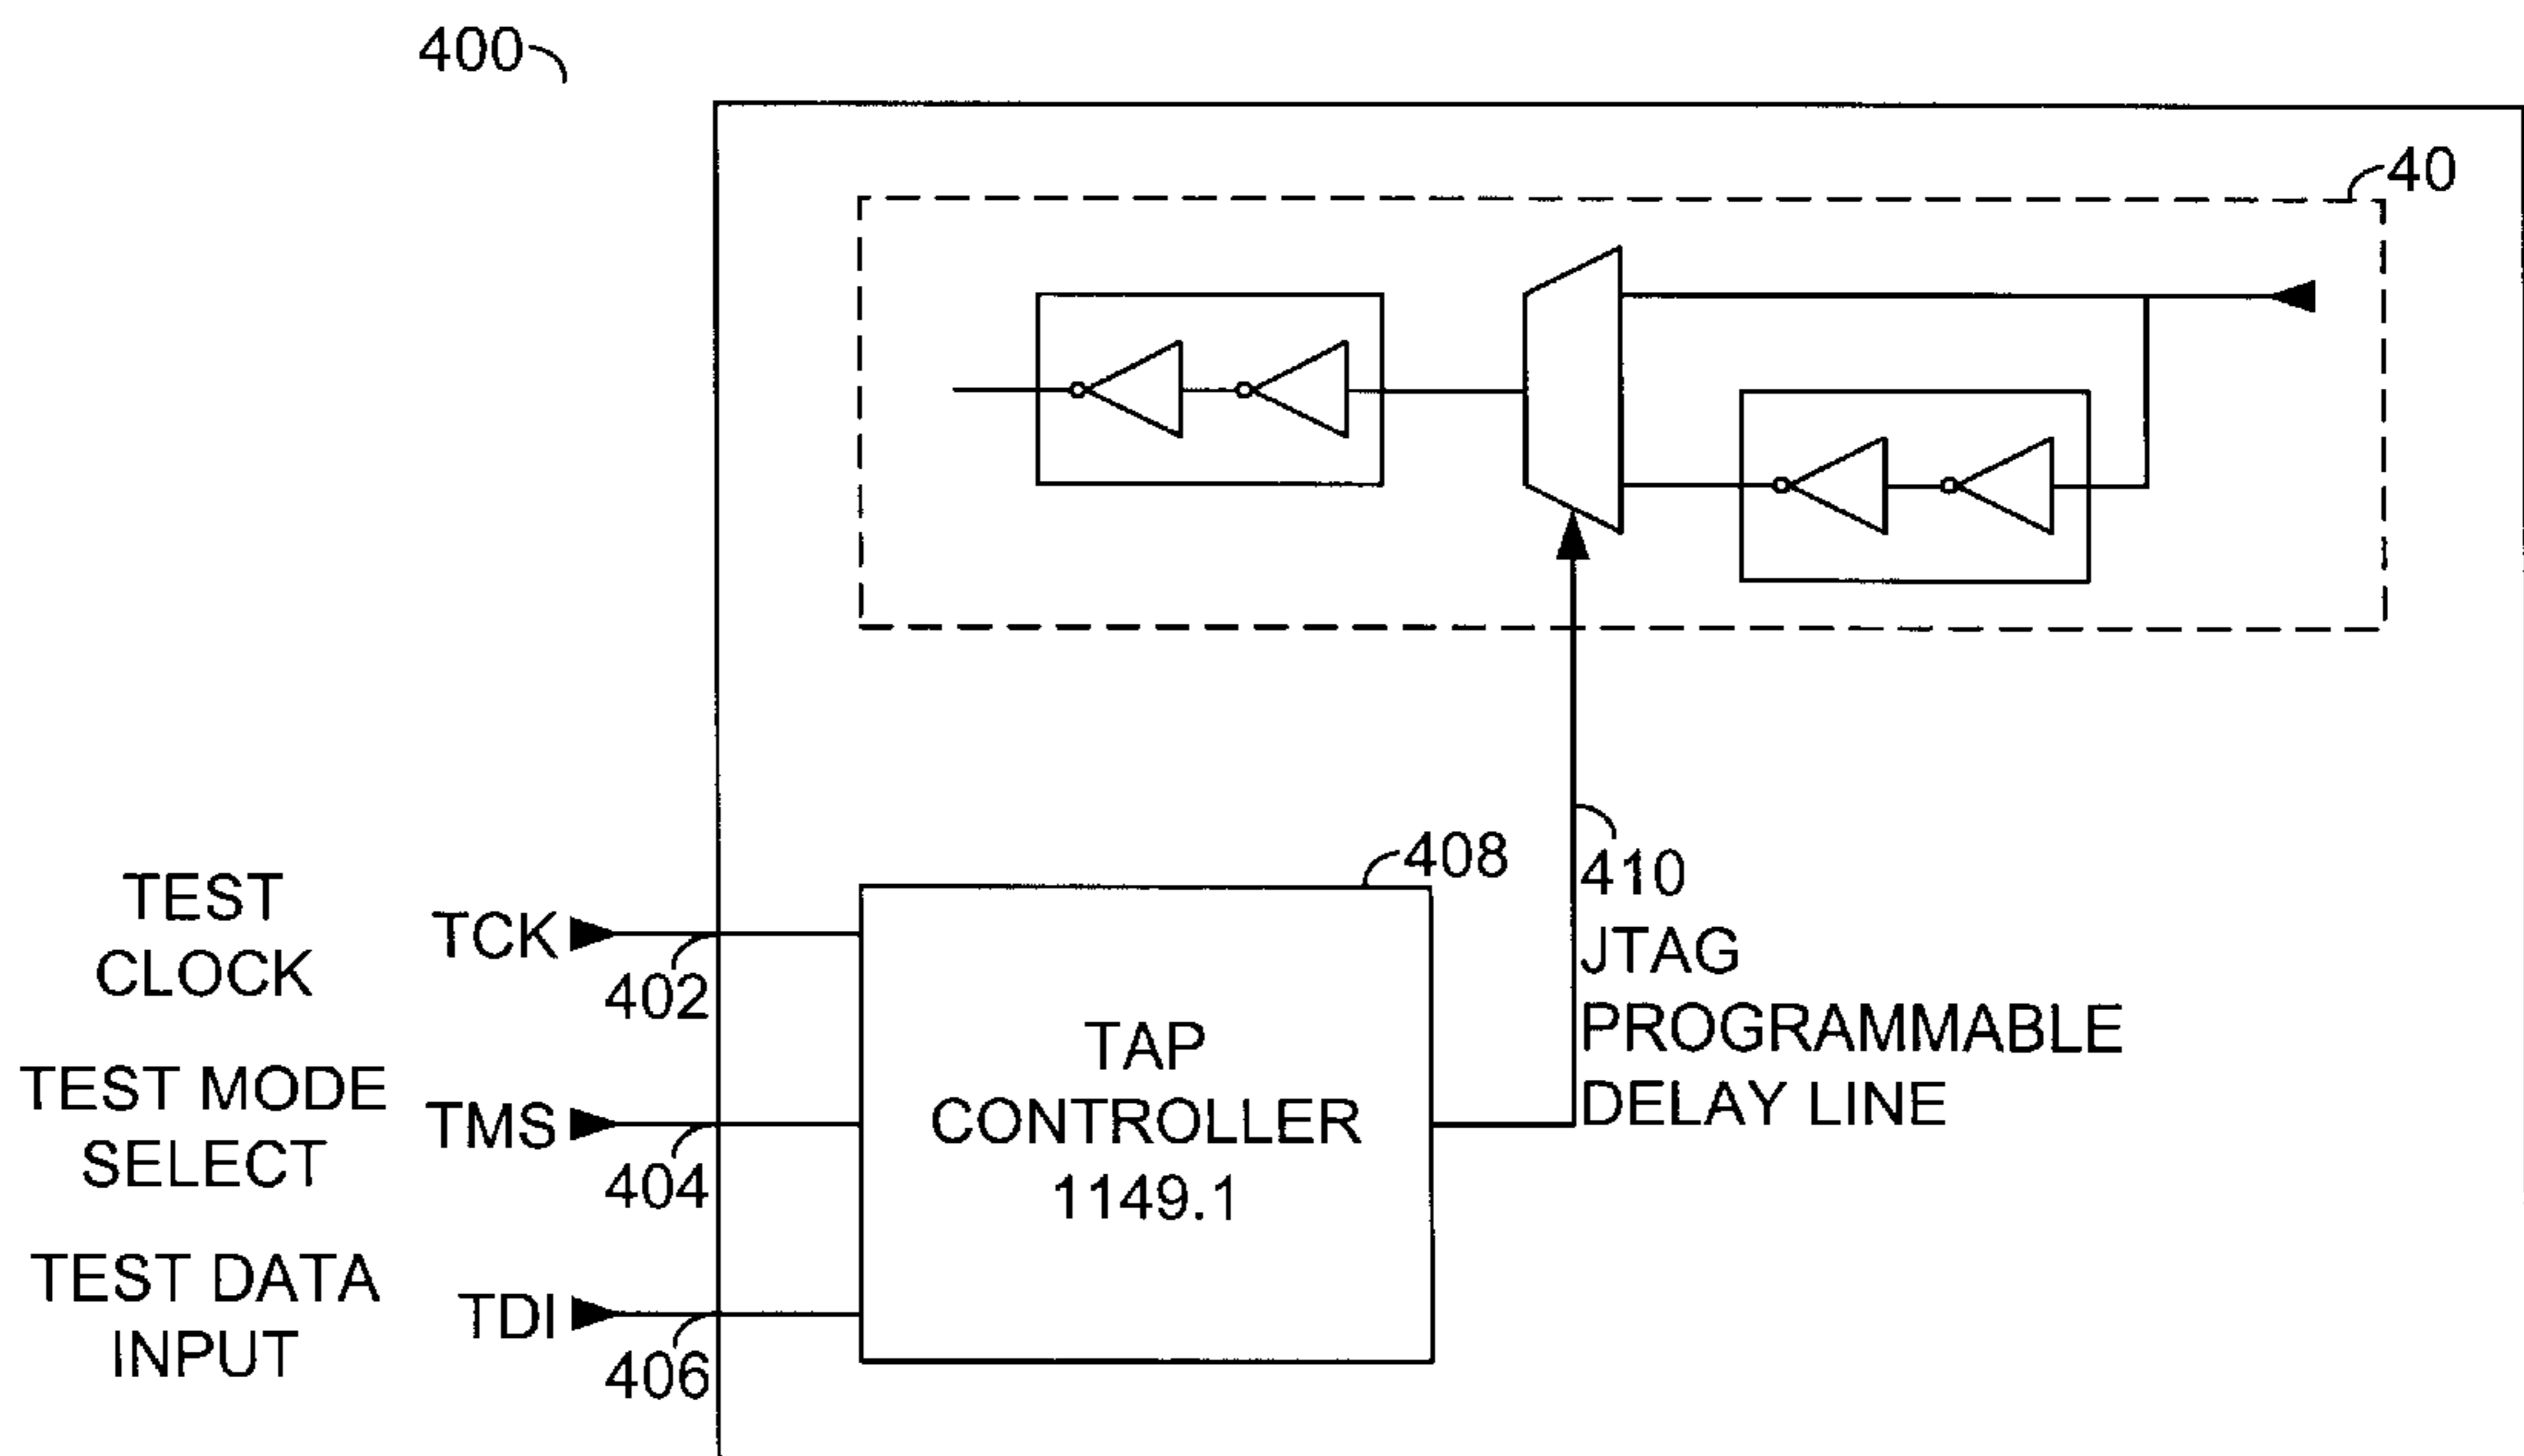 400
40
408
410
JTAG
PROGRAMMABLE
DELAY LINE
TEST
CLOCK
TCK
402
TEST MODE
SELECT
TMS
404
TEST DATA
INPUT
TDI
406
TAP
CONTROLLER
1149.1